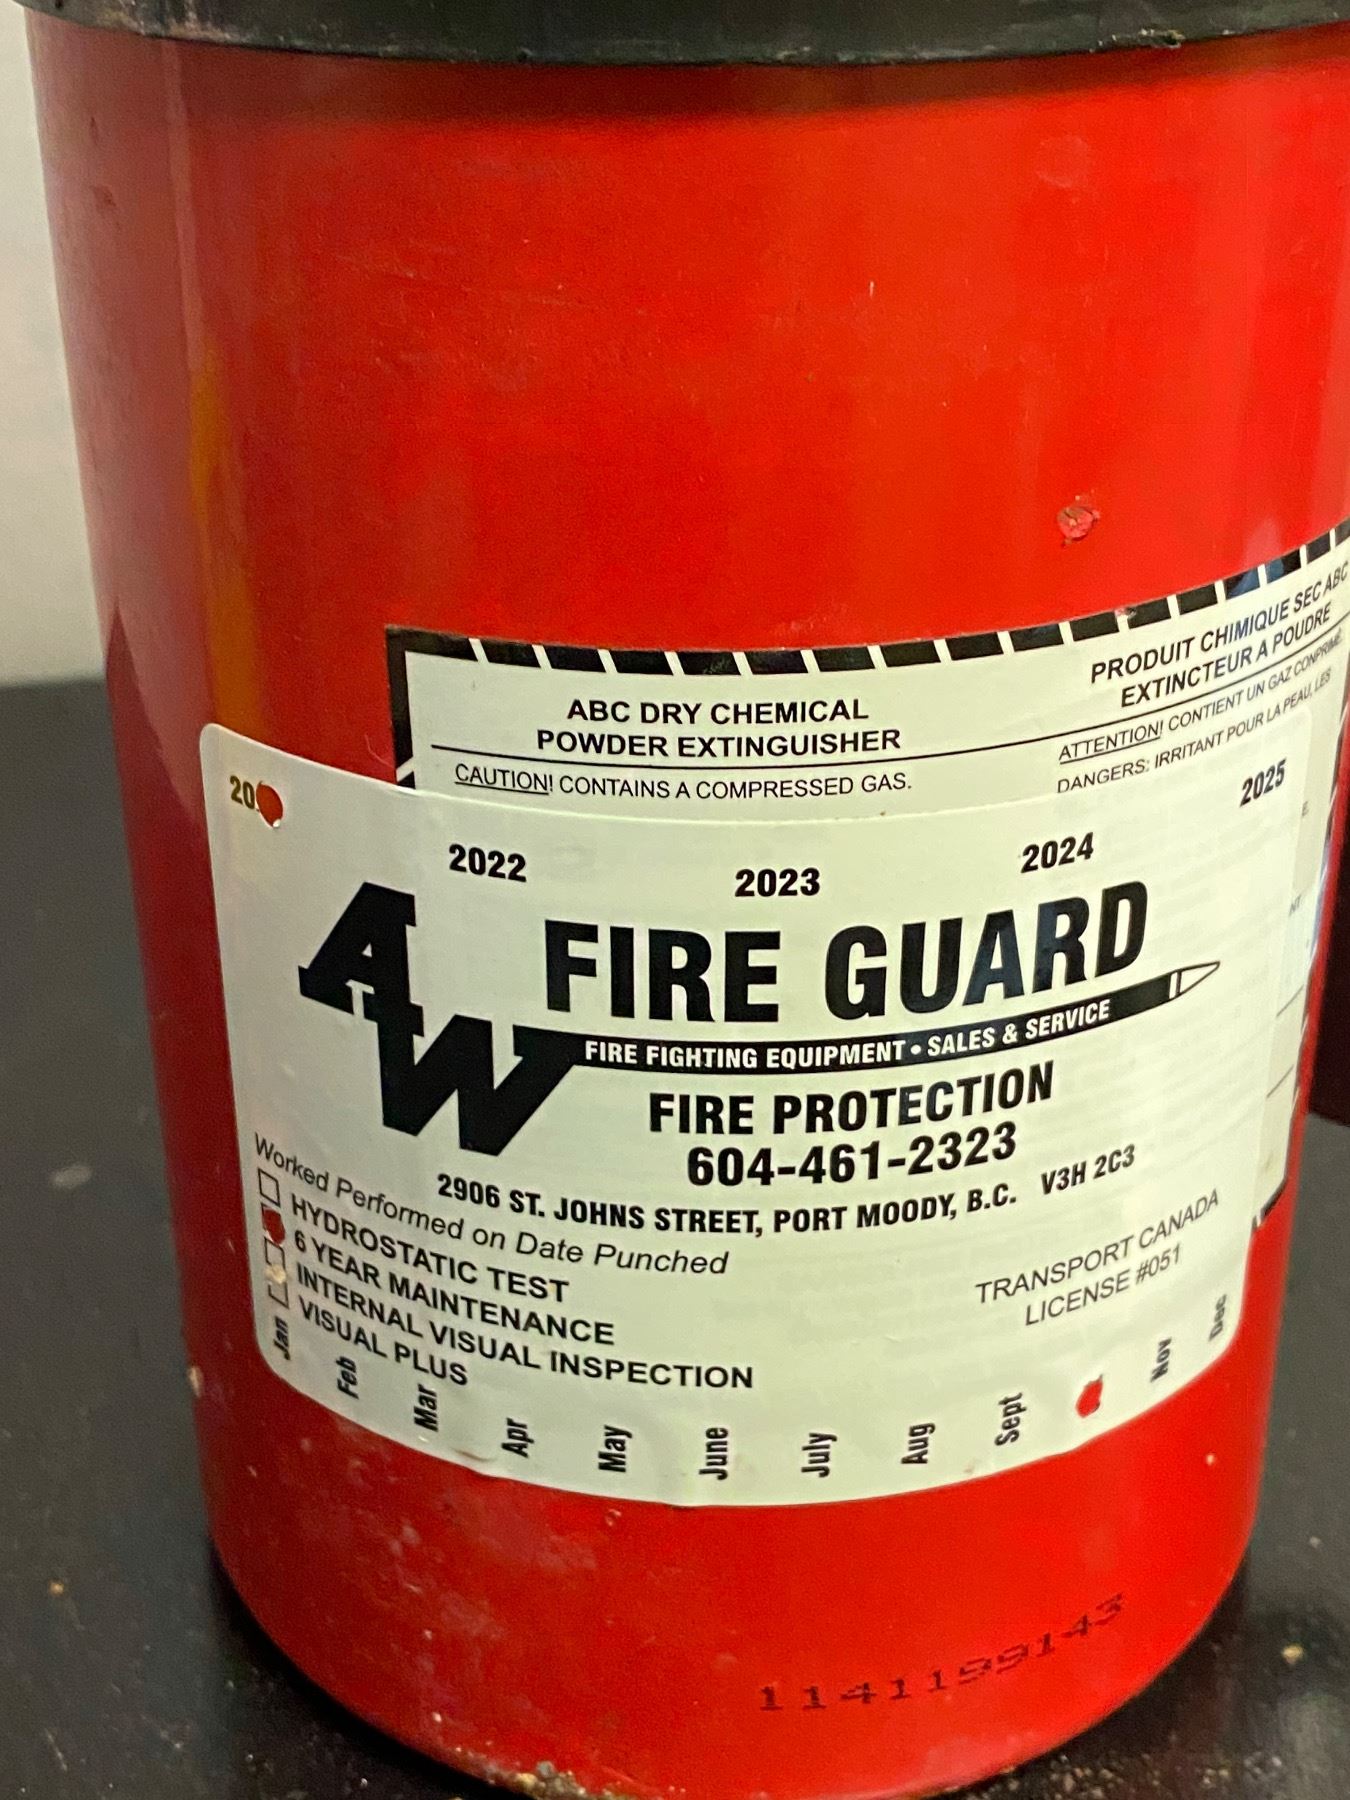 ABC DRY CHEMICAL
POWDER EXTINGUISHER
CAUTION! CONTAINS A COMPRESSED GAS.
PRODUIT CHIMIQUE SEC ABC
EXTINCTEUR A POUDRE
ATTENTION! CONTIENT UN GAZ COMPRIMÉ.
DANGERS: IRRITANT POUR LA PEAU, LES
2022
2023
2024
2025
AW FIRE GUARD
FIRE FIGHTING EQUIPMENT • SALES & SERVICE
FIRE PROTECTION
604-461-2323
2906 ST. JOHNS STREET, PORT MOODY, B.C. V3H 2C3
Worked Performed on Date Punched
HYDROSTATIC TEST
6 YEAR MAINTENANCE
INTERNAL VISUAL INSPECTION
VISUAL PLUS
TRANSPORT CANADA
LICENSE #051
Jan Feb Mar Apr May June July Aug Sept Nov Dec
1141199143